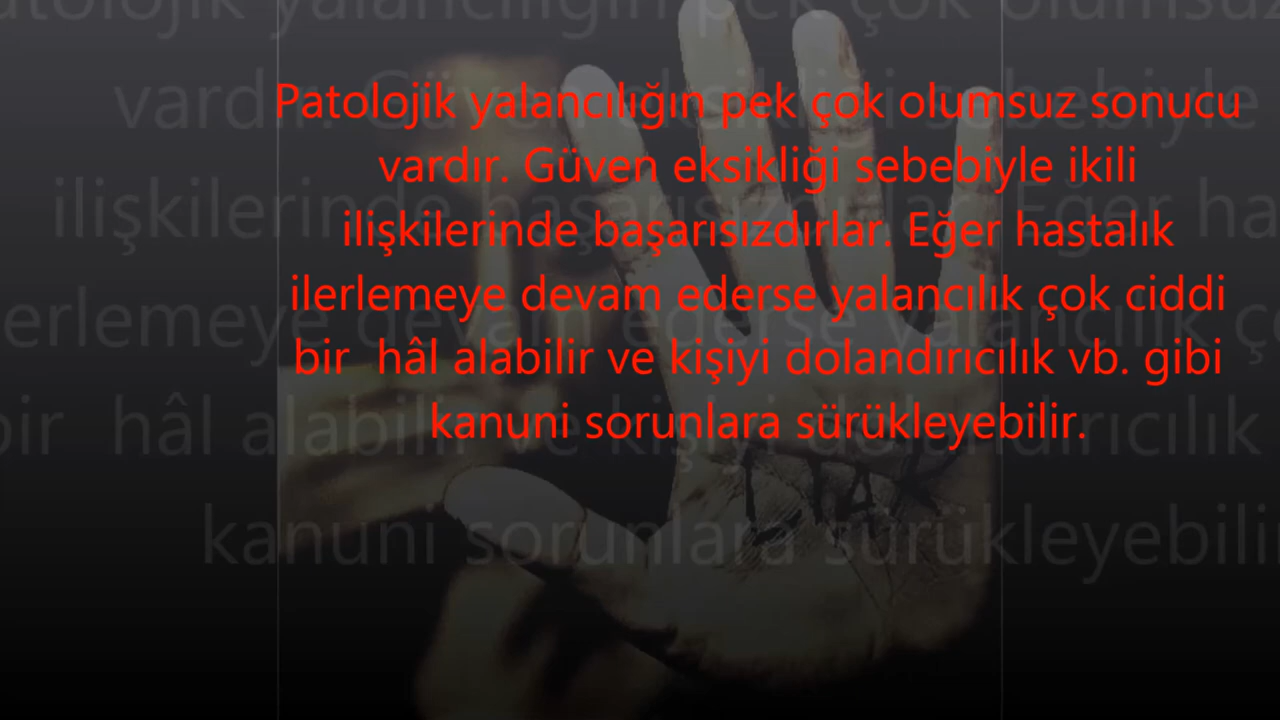 Patolojik yalancılığın pek çok olumsuz sonucu
vardır. Güven eksikliği sebebiyle ikili
ilişkilerinde başarısızdırlar. Eğer hastalık
ilerlemeye devam ederse yalancılık çok ciddi
bir  hâl alabilir ve kişiyi dolandırıcılık vb. gibi
kanuni sorunlara sürükleyebilir.
LIAR